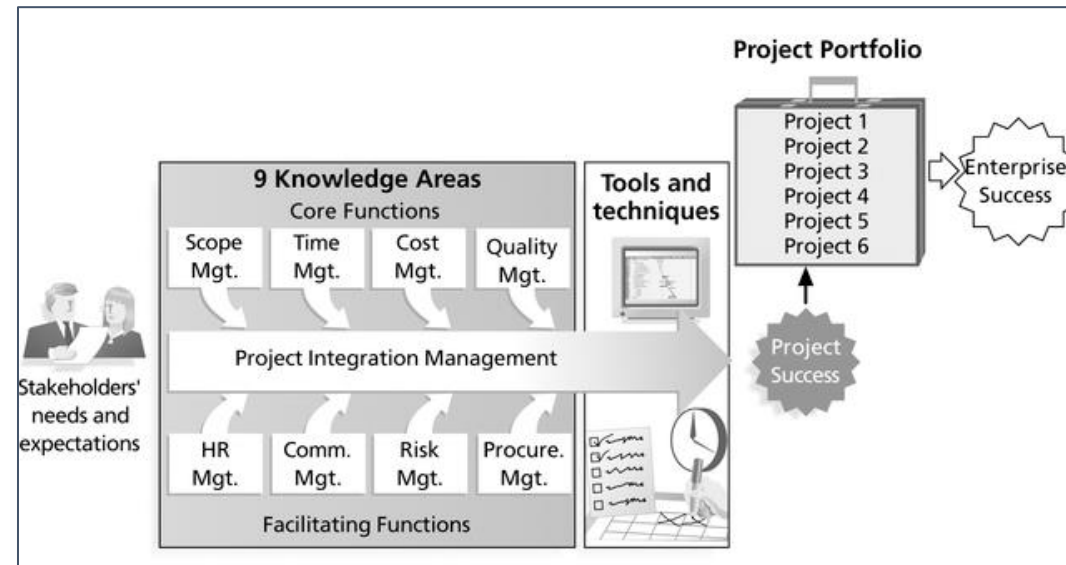 Project Portfolio
Project 1
Project 2
Project 3
Project 4
Project 5
Project 6
Enterprise
Success
9 Knowledge Areas
Core Functions
Scope
Mgt.
Time
Mgt.
Cost
Mgt.
Quality
Mgt.
Tools and
techniques
Stakeholders'
needs and
expectations
Project Integration Management
Project
Success
HR
Mgt.
Comm.
Mgt.
Risk
Mgt.
Procure.
Mgt.
Facilitating Functions